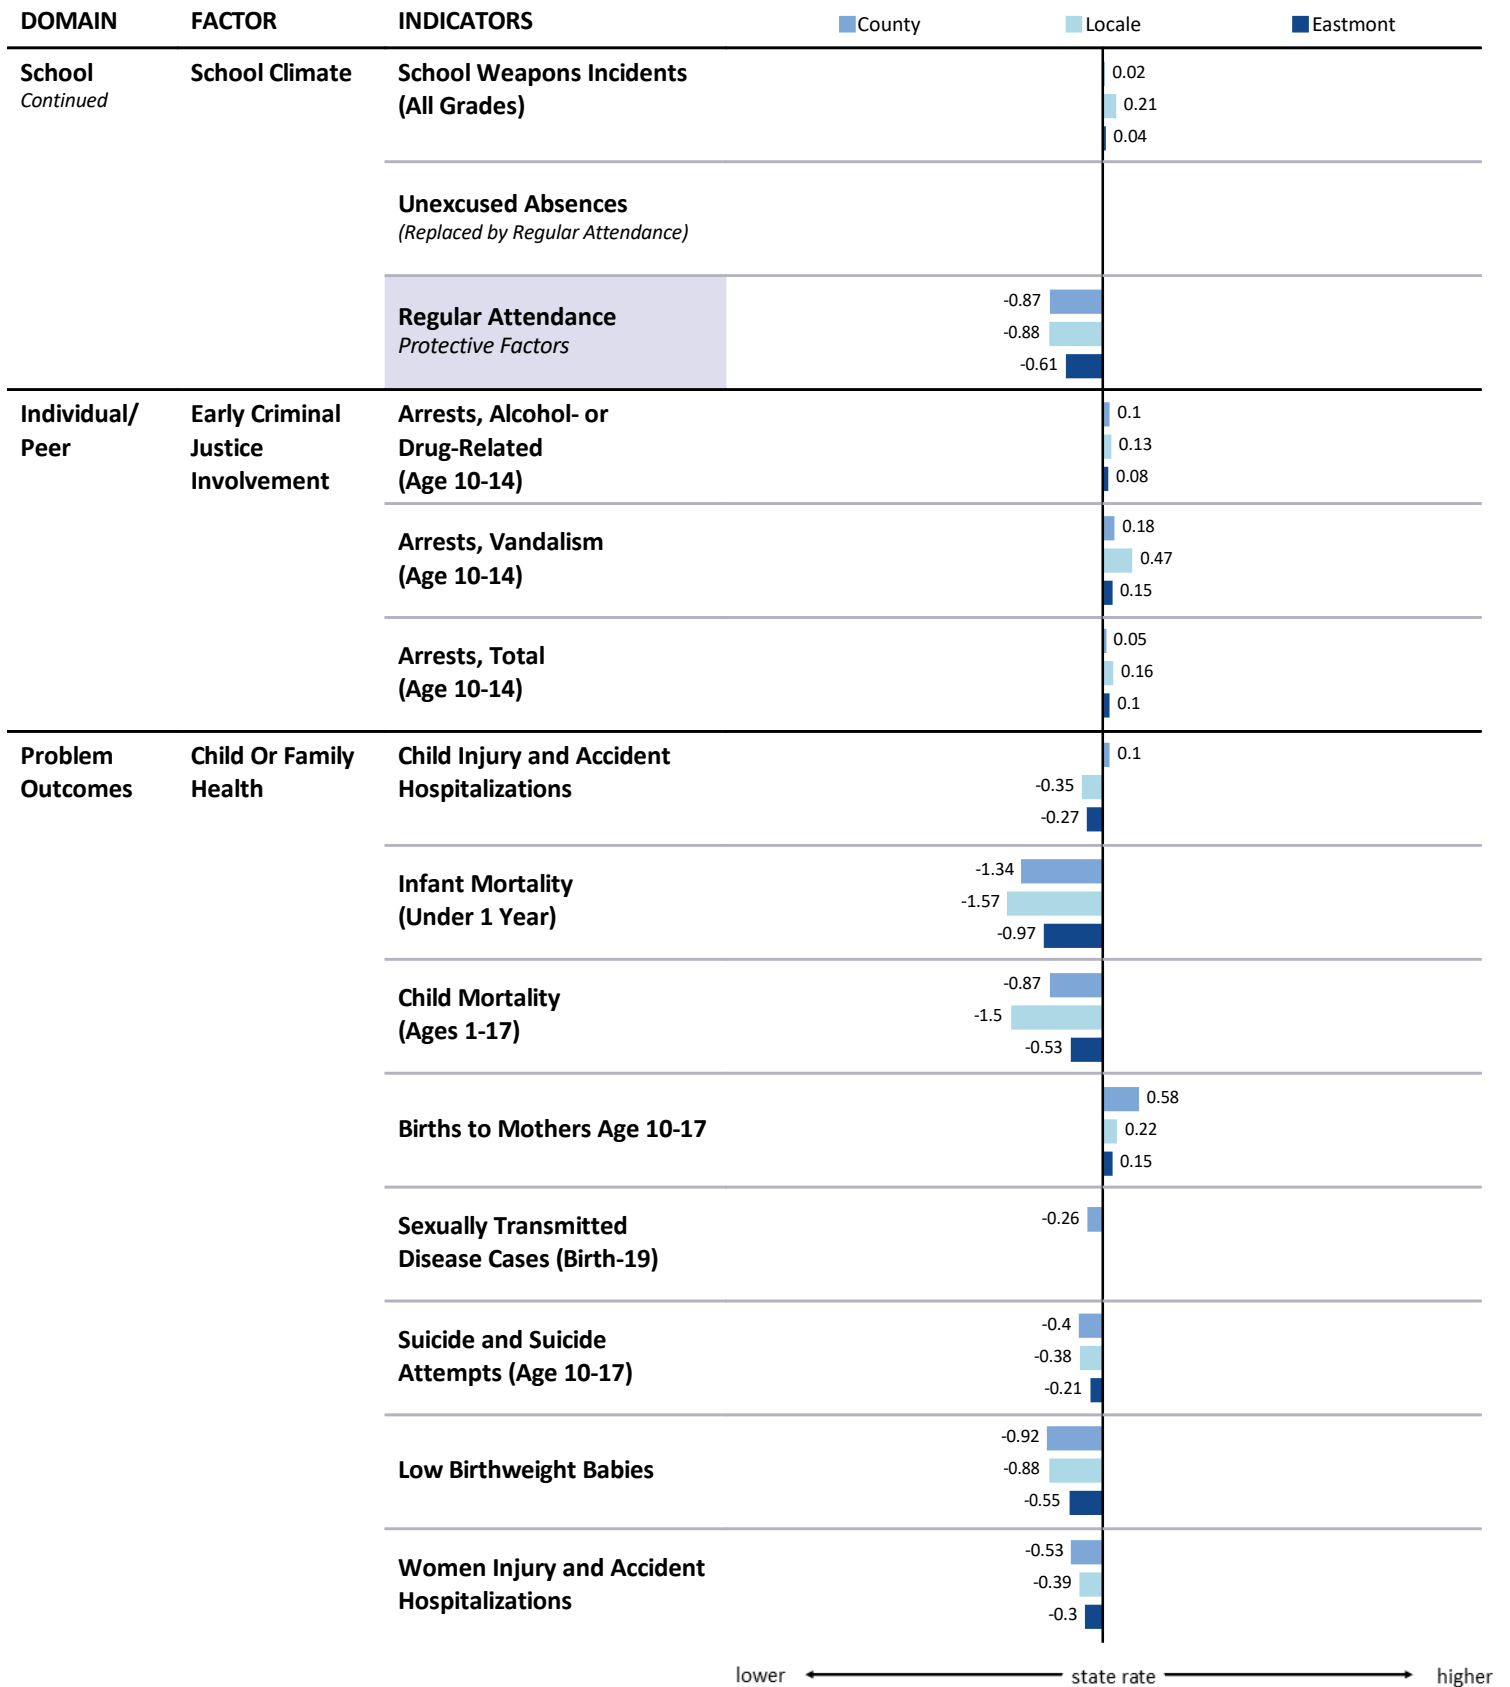 DOMAIN FACTOR INDICATORS County Locale Eastmont
School School Climate School Weapons Incidents
Continued (All Grades)
0.02
0.21
0.04
Unexcused Absences
(Replaced by Regular Attendance)
Regular Attendance
Protective Factors
-0.87
-0.88
-0.61
Individual/ Early Criminal Arrests, Alcohol- or
Peer Justice Drug-Related
Involvement (Age 10-14)
0.1
0.13
0.08
Arrests, Vandalism
(Age 10-14)
0.18
0.47
0.15
Arrests, Total
(Age 10-14)
0.05
0.16
0.1
Problem Child Or Family Child Injury and Accident
Outcomes Health Hospitalizations
0.1
-0.35
-0.27
Infant Mortality
(Under 1 Year)
-1.34
-1.57
-0.97
Child Mortality
(Ages 1-17)
-0.87
-1.5
-0.53
Births to Mothers Age 10-17
0.58
0.22
0.15
Sexually Transmitted
Disease Cases (Birth-19)
-0.26
Suicide and Suicide
Attempts (Age 10-17)
-0.4
-0.38
-0.21
Low Birthweight Babies
-0.92
-0.88
-0.55
Women Injury and Accident
Hospitalizations
-0.53
-0.39
-0.3
lower state rate higher